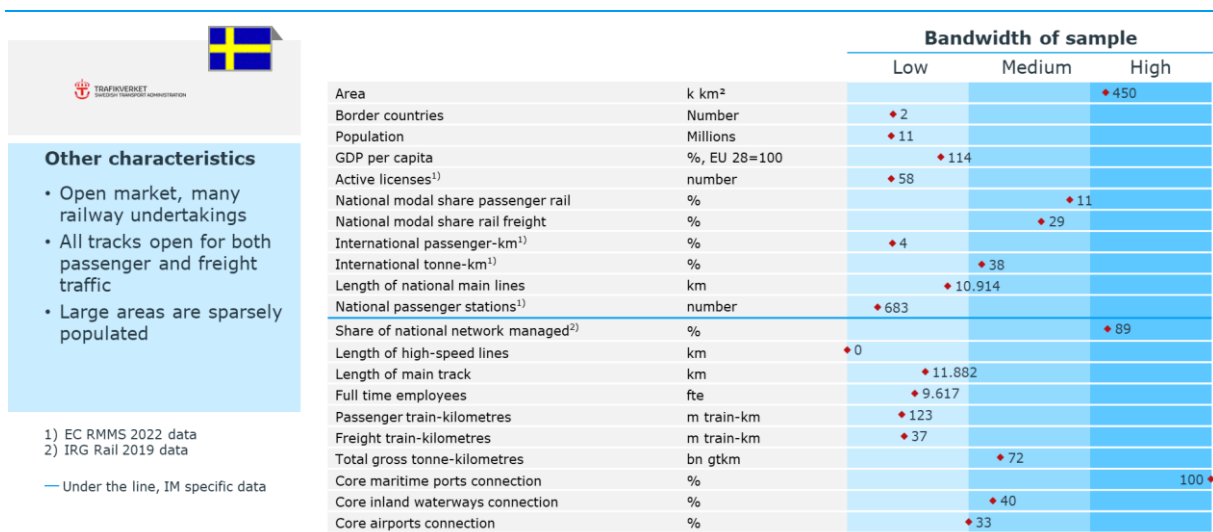 TRAFIKVERKET
SWEDISH TRANSPORT ADMINISTRATION
Other characteristics
• Open market, many
railway undertakings
• All tracks open for both
passenger and freight
traffic
• Large areas are sparsely
populated
1) EC RMMS 2022 data
2) IRG Rail 2019 data
Under the line, IM specific data
Bandwidth of sample
Low Medium High
Area k km² 450
Border countries Number 2
Population Millions 11
GDP per capita %, EU 28=100 114
Active licenses1) number 58
National modal share passenger rail % 11
National modal share rail freight % 29
International passenger-km1) % 4
International tonne-km1) % 38
Length of national main lines km 10.914
National passenger stations1) number 683
Share of national network managed2) % 89
Length of high-speed lines km 0
Length of main track km 11.882
Full time employees fte 9.617
Passenger train-kilometres m train-km 123
Freight train-kilometres m train-km 37
Total gross tonne-kilometres bn gtkm 72
Core maritime ports connection % 100
Core inland waterways connection % 40
Core airports connection % 33